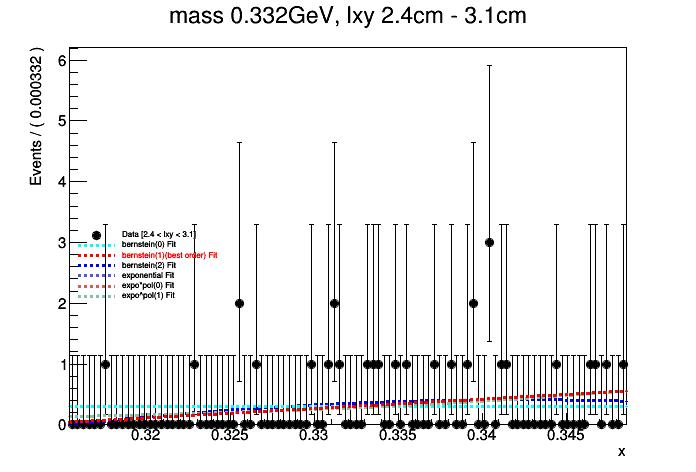 mass 0.332GeV, lxy 2.4cm - 3.1cm
Events / ( 0.000332 )
6
5
4
3
2
1
0
Data [2.4 < lxy < 3.1]
bernstein(0) Fit
bernstein(1)(best order) Fit
bernstein(2) Fit
exponential Fit
expo*pol(0) Fit
expo*pol(1) Fit
0.32 0.325 0.33 0.335 0.34 0.345
x